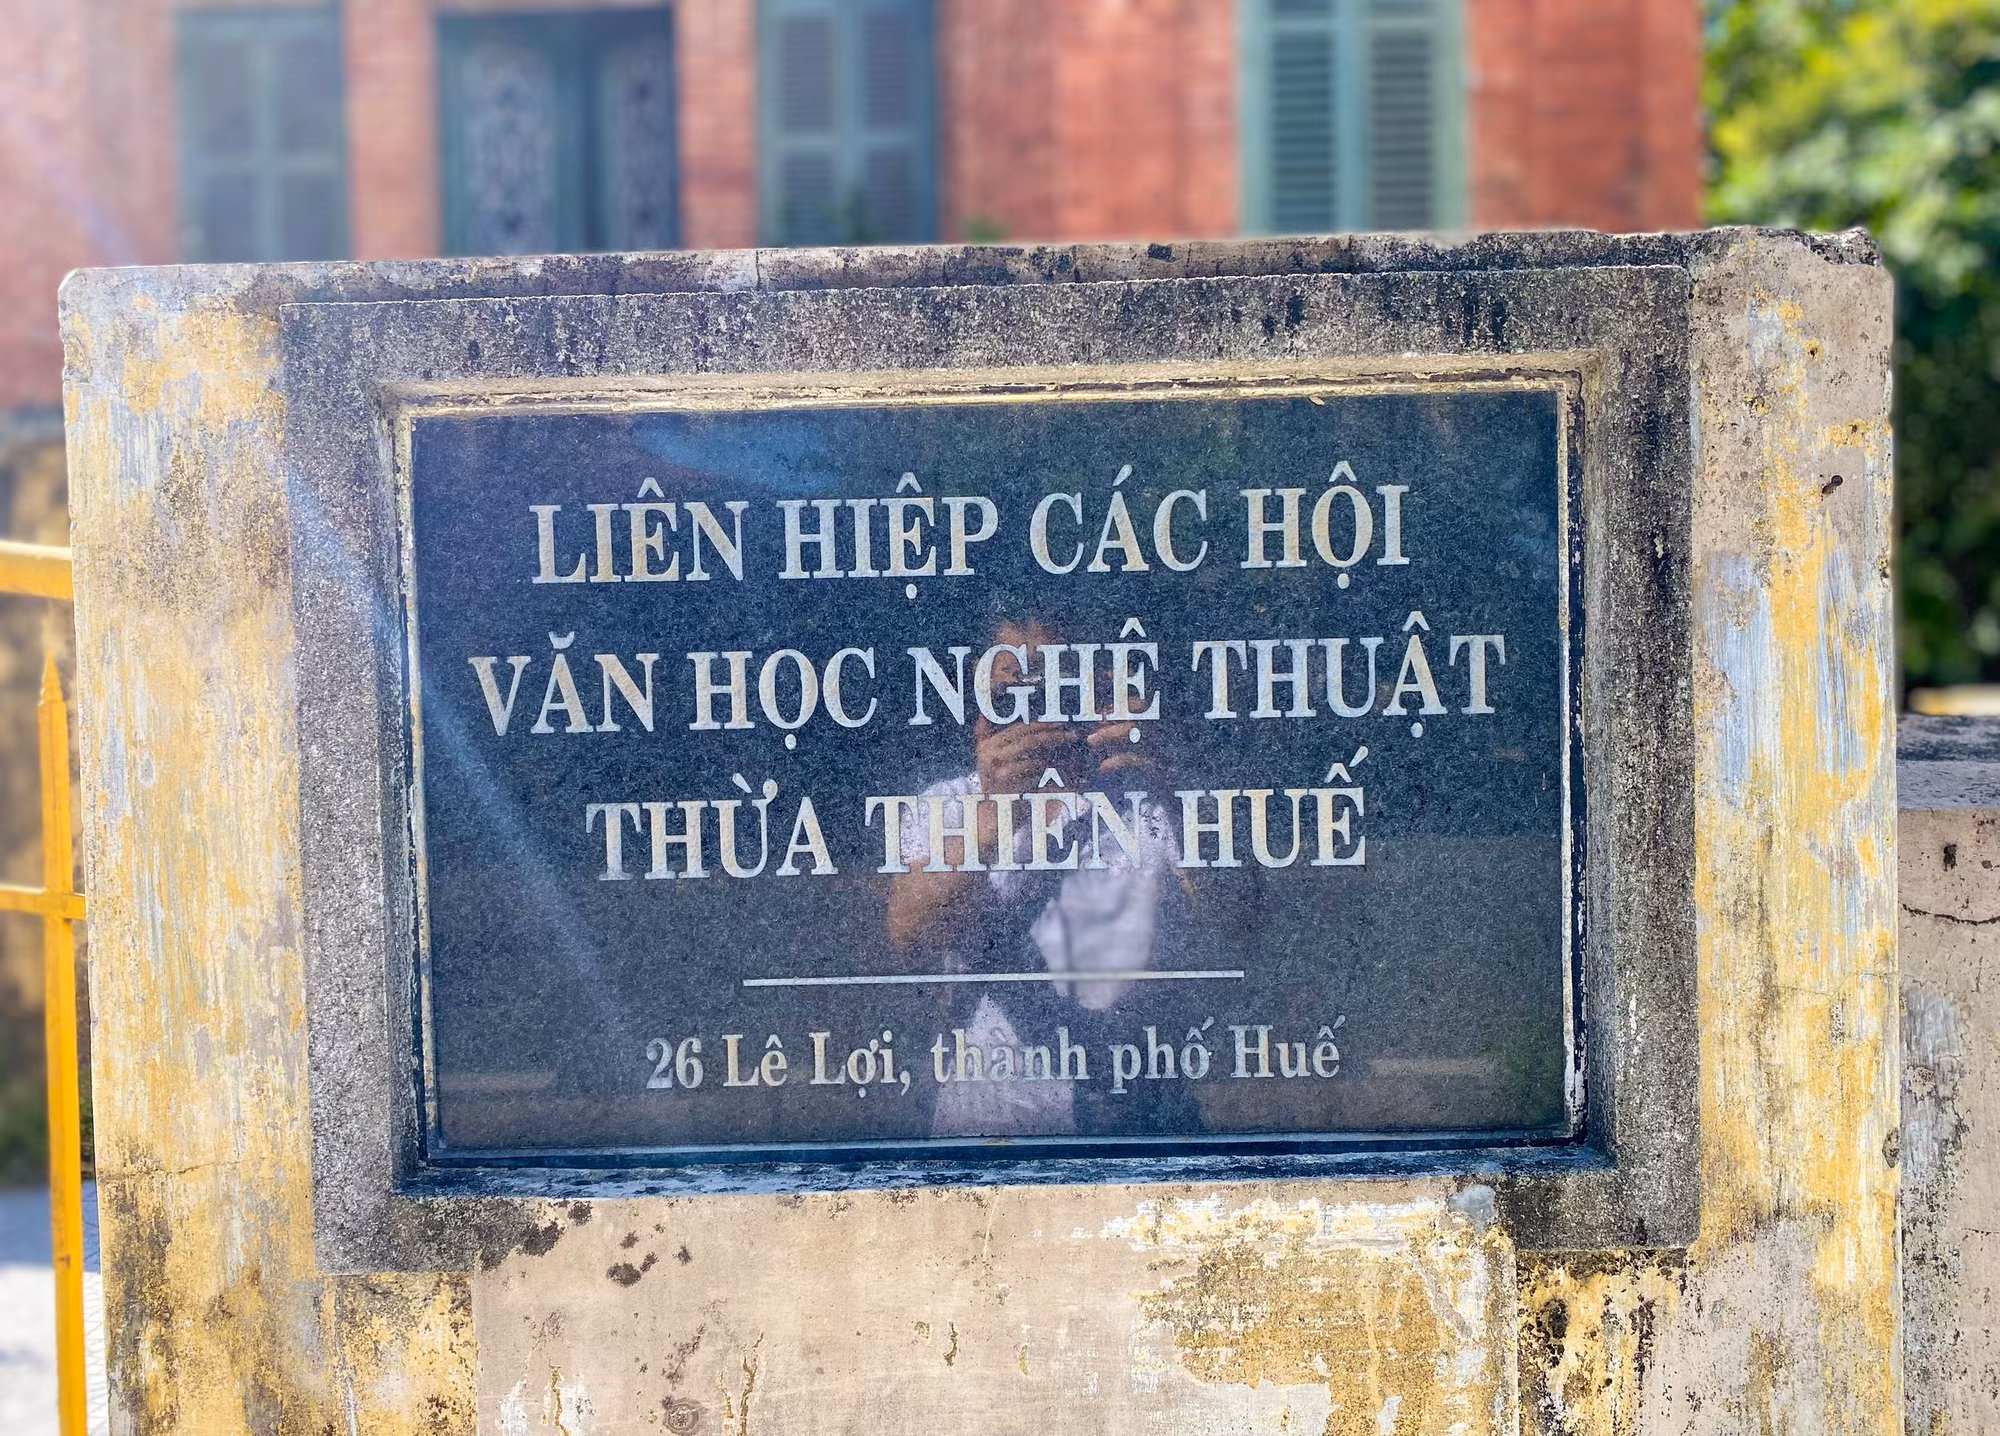 LIÊN HIỆP CÁC HỘI
VĂN HỌC NGHỆ THUẬT
THỪA THIÊN HUẾ
26 Lê Lợi, thành phố Huế